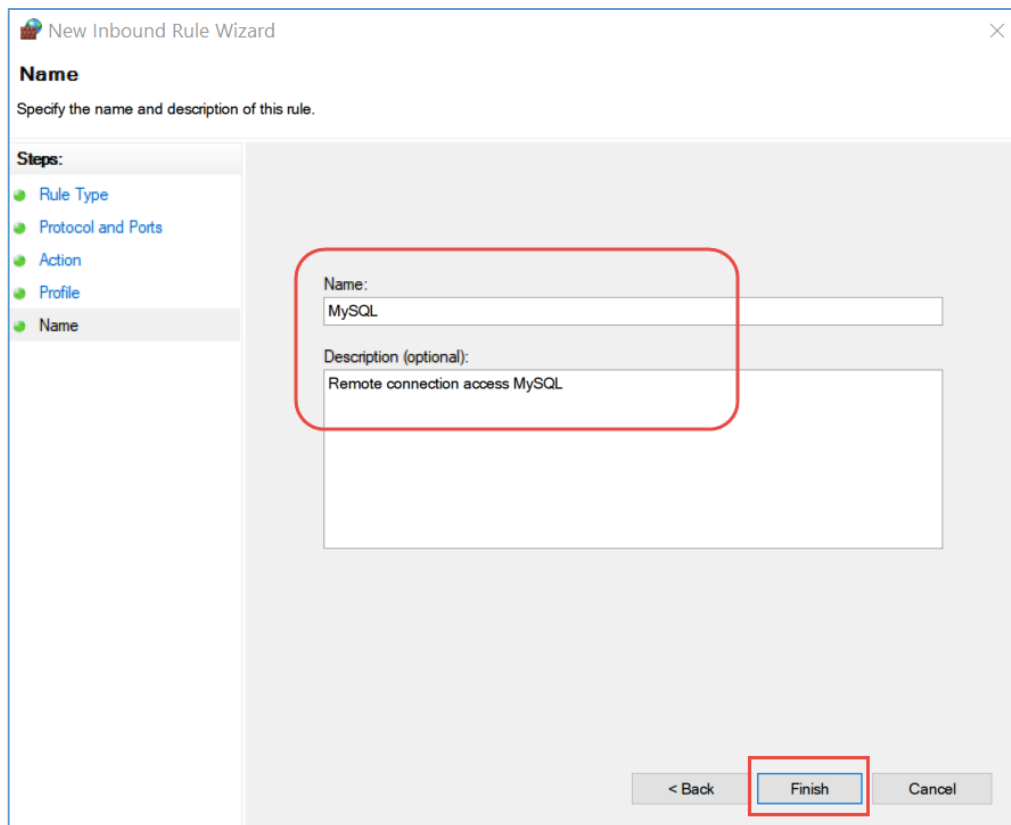 New Inbound Rule Wizard
Name
Specify the name and description of this rule.
Steps:
Rule Type
Protocol and Ports
Action
Profile
Name
Name:
MySQL
Description (optional):
Remote connection access MySQL
< Back
Finish
Cancel